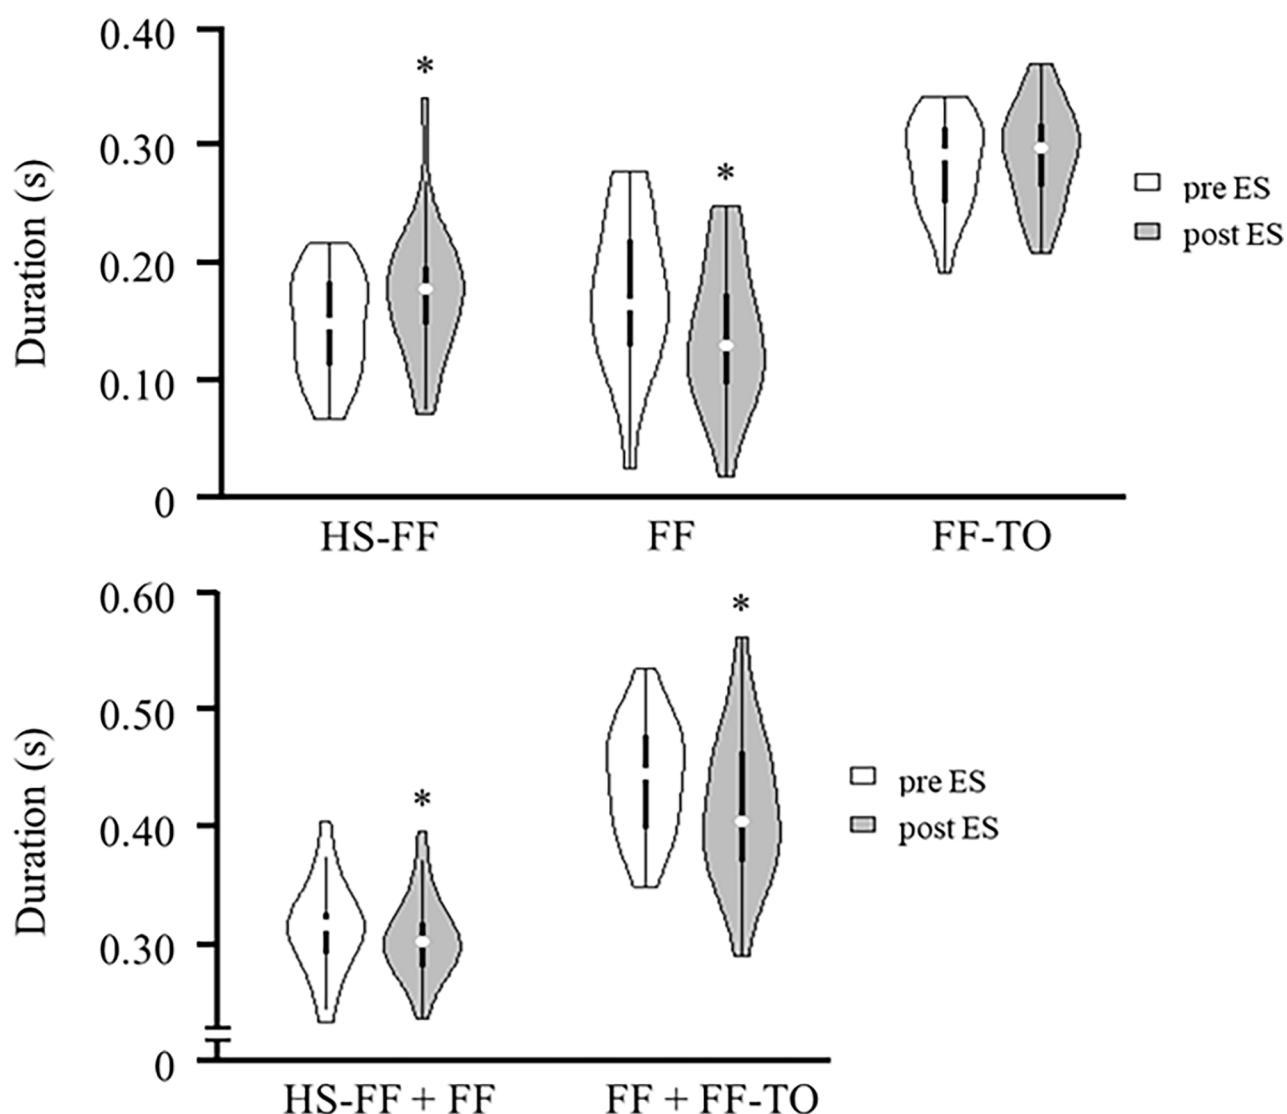 0.40
*
0.30
*
Duration (s)
pre ES
0.20
post ES
0.10
0
HS-FF FF FF-TO
0.60
*
0.50
Duration (s)
pre ES
*
0.40
post ES
0.30
0
HS-FF + FF FF + FF-TO